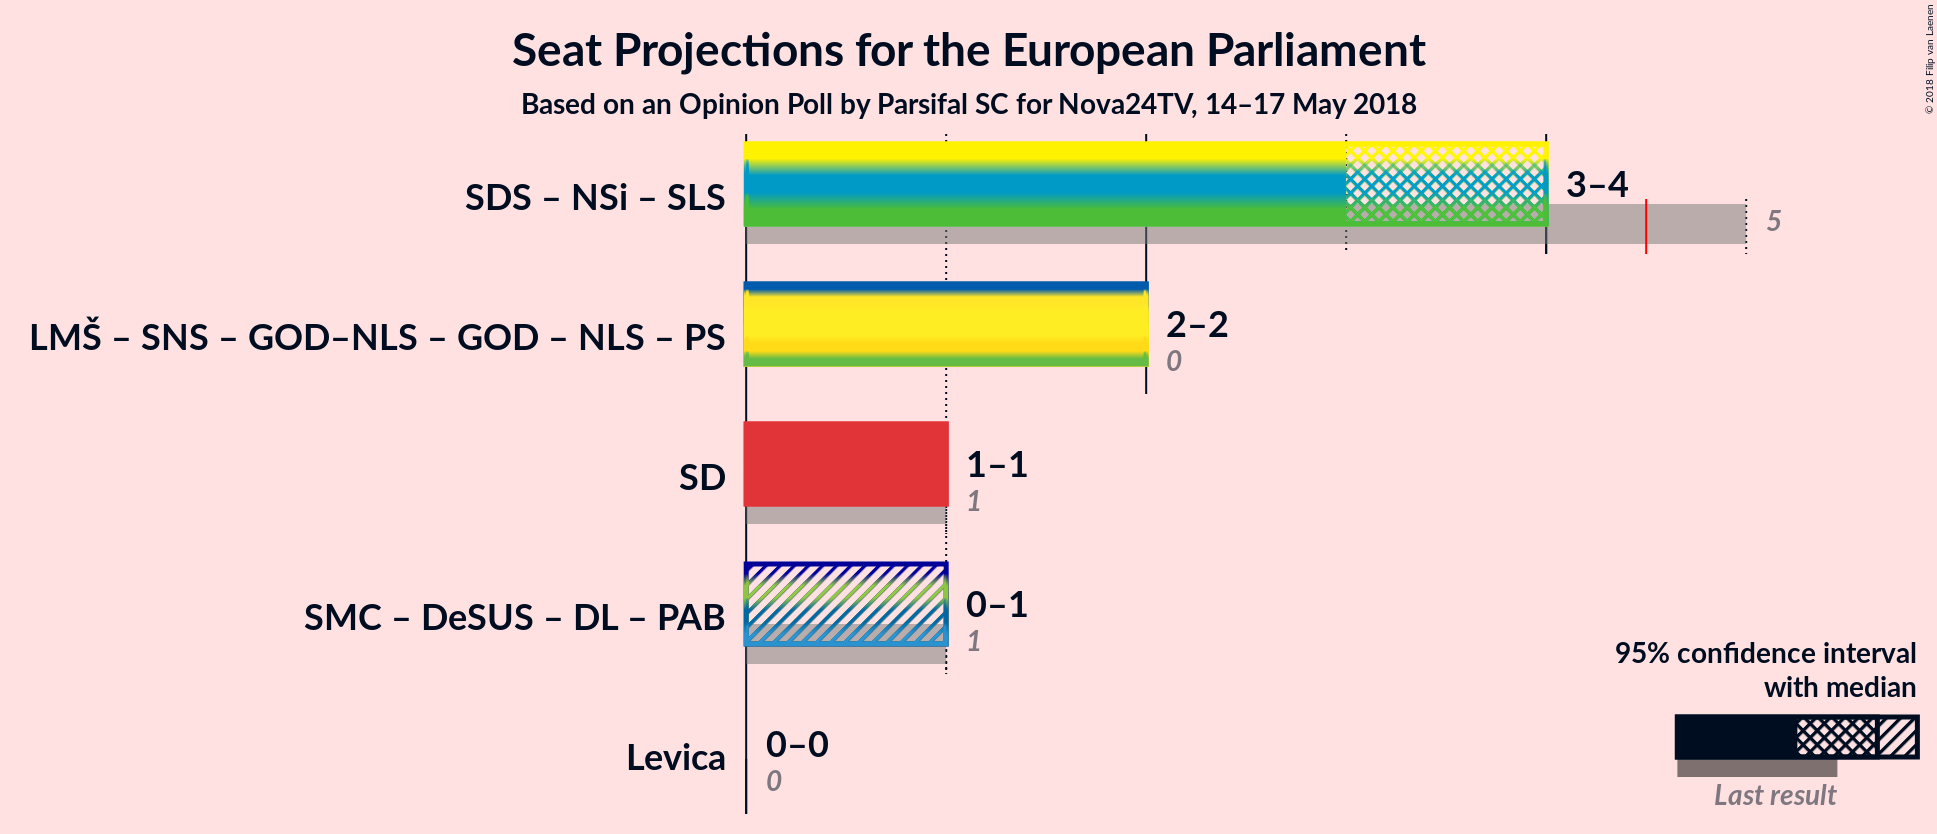 Seat Projections for the European Parliament
Based on an Opinion Poll by Parsifal SC for Nova24TV, 14–17 May 2018
© 2018 Filip van Laenen
SDS – NSi – SLS
3–4
5
LMŠ – SNS – GOD–NLS – GOD – NLS – PS
2–2
0
SD
1–1
1
SMC – DeSUS – DL – PAB
0–1
1
Levica
0–0
0
95% confidence interval
with median
Last result